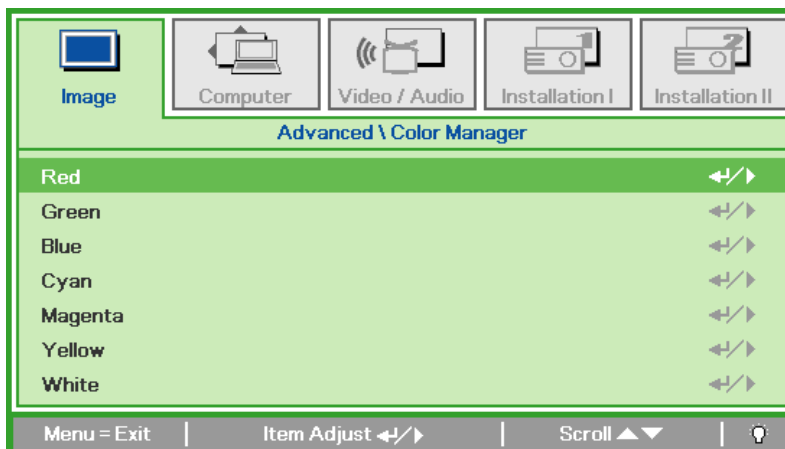 Image
Computer
Video / Audio
Installation I
Installation II
Advanced \ Color Manager
Red
Green
Blue
Cyan
Magenta
Yellow
White
Menu = Exit | Item Adjust ↵/▶ | Scroll ▲▼